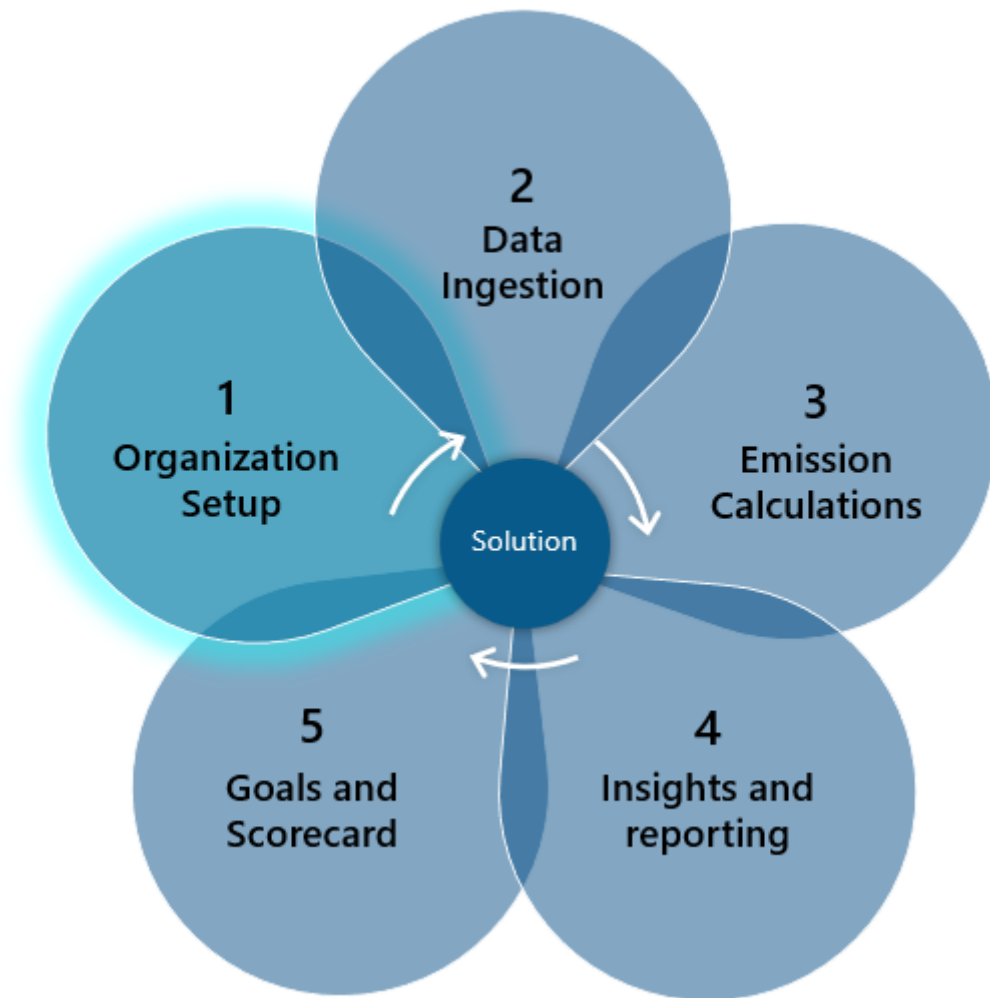 1
Organization
Setup
2
Data
Ingestion
3
Emission
Calculations
4
Insights and
reporting
5
Goals and
Scorecard
Solution